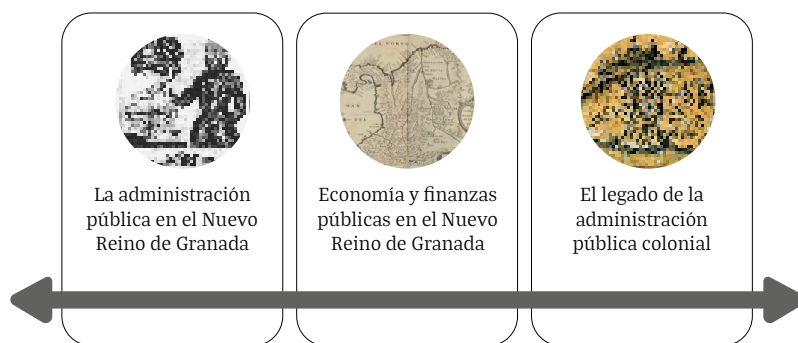 La administración
pública en el Nuevo
Reino de Granada
Economía y finanzas
públicas en el Nuevo
Reino de Granada
El legado de la
administración
pública colonial